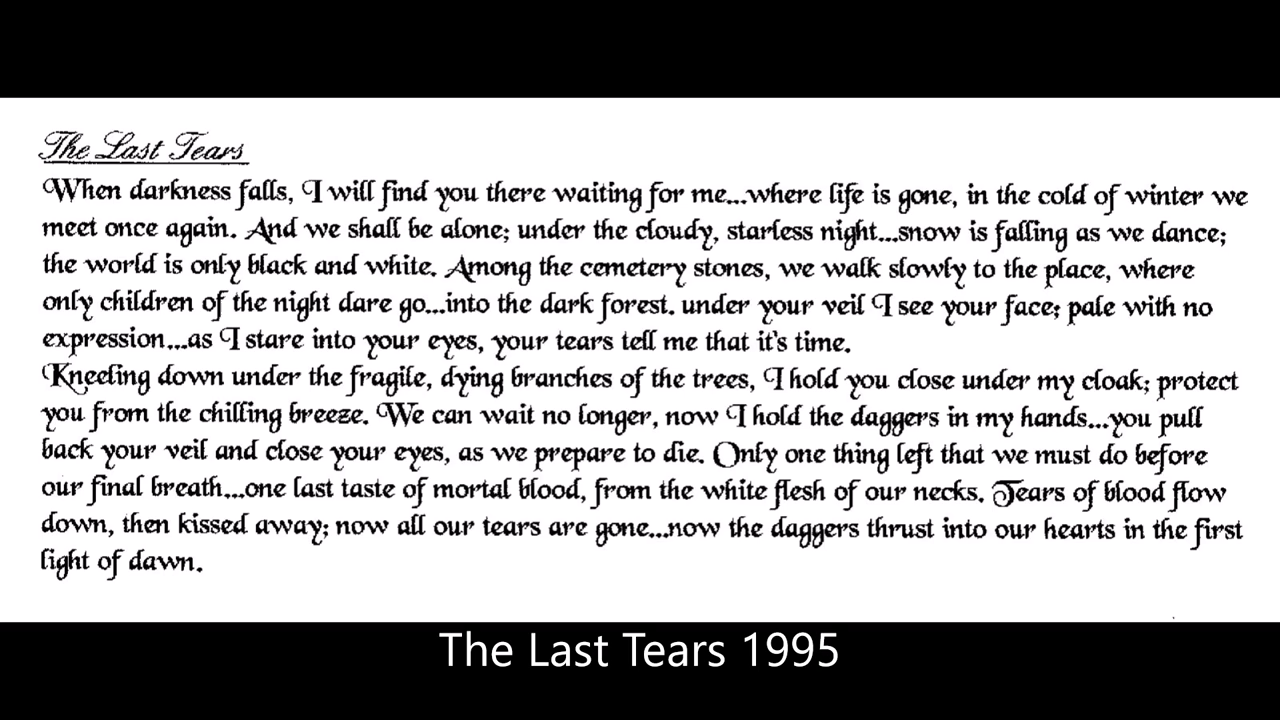 The Last Tears
When darkness falls, I will find you there waiting for me...where life is gone, in the cold of winter we
meet once again. And we shall be alone; under the cloudy, starless night...snow is falling as we dance;
the world is only black and white. Among the cemetery stones, we walk slowly to the place, where
only children of the night dare go...into the dark forest. under your veil I see your face; pale with no
expression...as I stare into your eyes, your tears tell me that it's time.
Kneeling down under the fragile, dying branches of the trees, I hold you close under my cloak; protect
you from the chilling breeze. We can wait no longer, now I hold the daggers in my hands...you pull
back your veil and close your eyes, as we prepare to die. Only one thing left that we must do before
our final breath...one last taste of mortal blood, from the white flesh of our necks. Tears of blood flow
down, then kissed away; now all our tears are gone...now the daggers thrust into our hearts in the first
light of dawn.
The Last Tears 1995